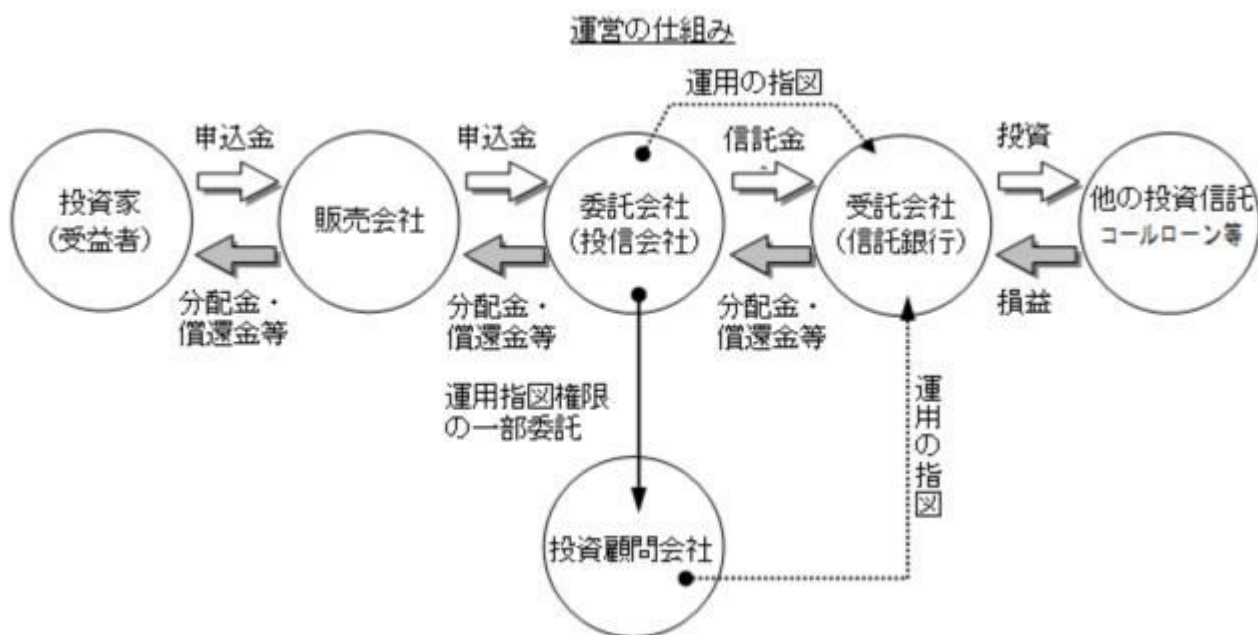 運営の仕組み
運用の指図
申込金
申込金
信託金
投資
投資家
(受益者)
販売会社
委託会社
(投信会社)
受託会社
(信託銀行)
他の投資信託
コールローン等
分配金・
償還金等
分配金・
償還金等
分配金・
償還金等
損益
運用指図権限
の一部委託
運用の指図
投資顧問会社